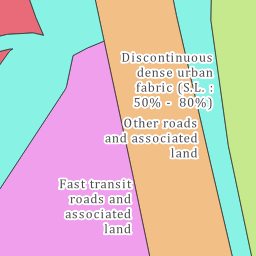 Discontinuous
dense urban
fabric (S.L. :
50% - 80%)
Other roads
and associated
land
Fast transit
roads and
associated
land